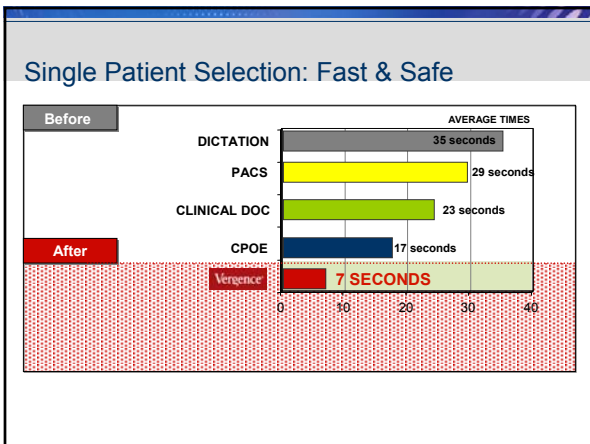 Single Patient Selection: Fast & Safe
Before
AVERAGE TIMES
DICTATION 35 seconds
PACS 29 seconds
CLINICAL DOC 23 seconds
After
CPOE 17 seconds
Vergence 7 SECONDS
0 10 20 30 40